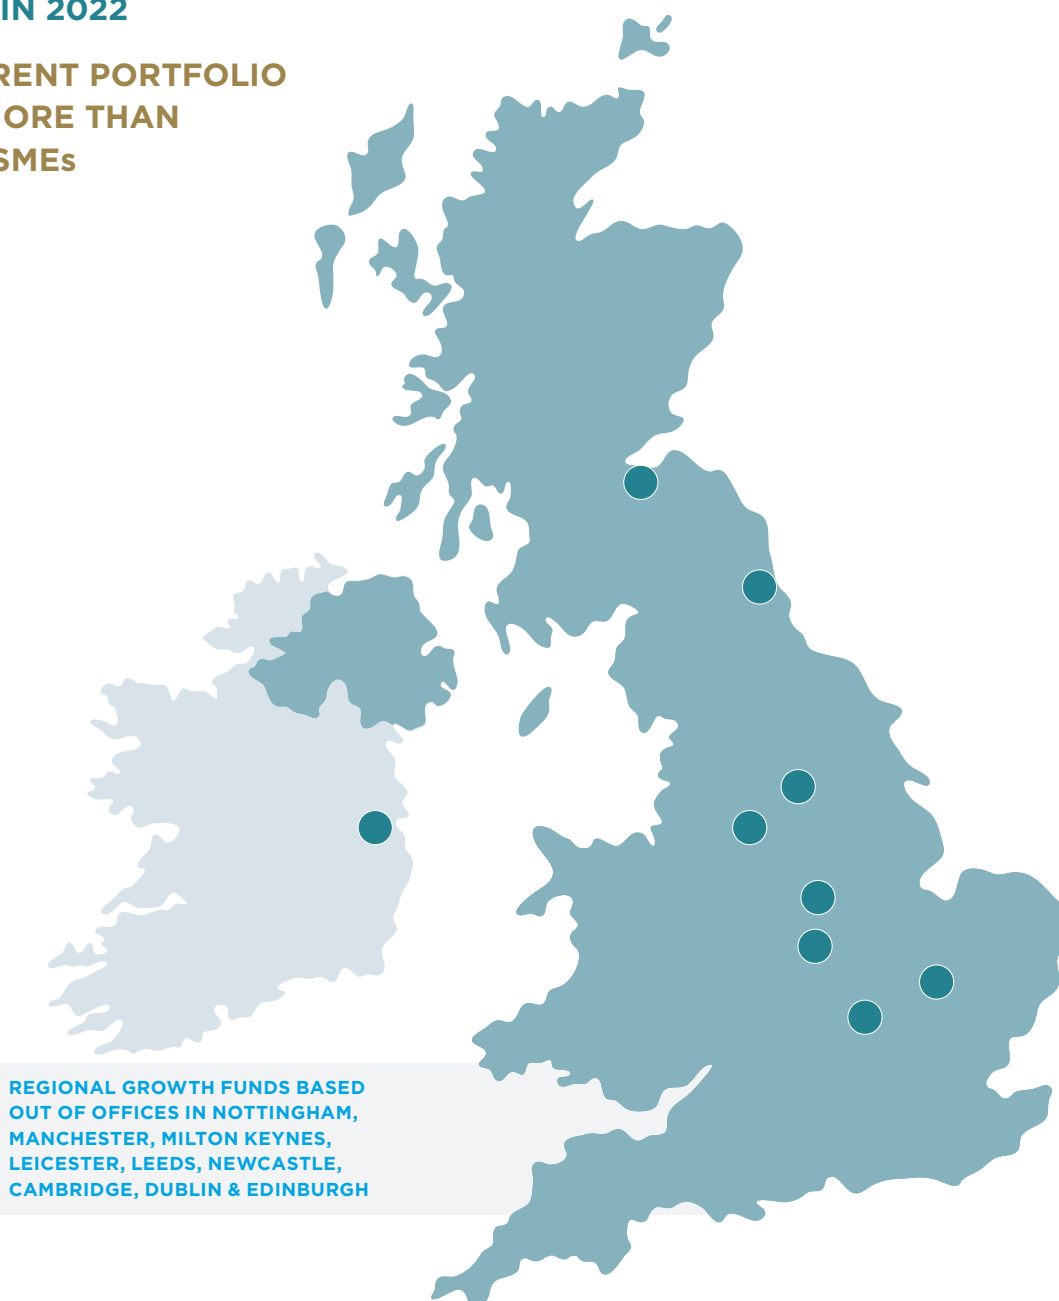 IN 2022
RENT PORTFOLIO
ORE THAN
SMEs
REGIONAL GROWTH FUNDS BASED
OUT OF OFFICES IN NOTTINGHAM,
MANCHESTER, MILTON KEYNES,
LEICESTER, LEEDS, NEWCASTLE,
CAMBRIDGE, DUBLIN & EDINBURGH